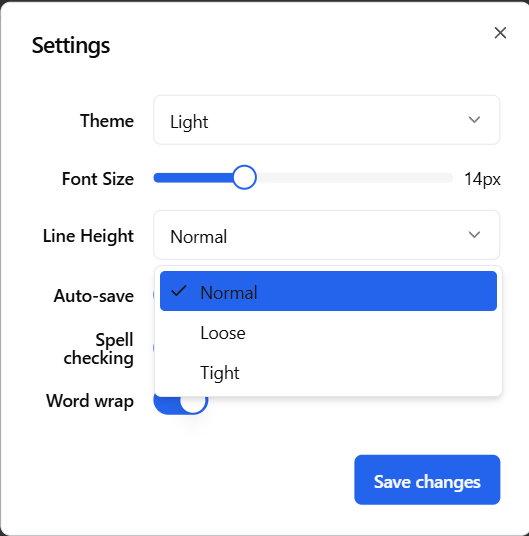 Settings
Theme
Light
Font Size
14px
Line Height
Normal
Normal
Loose
Tight
Auto-save
Spell
checking
Word wrap
Save changes